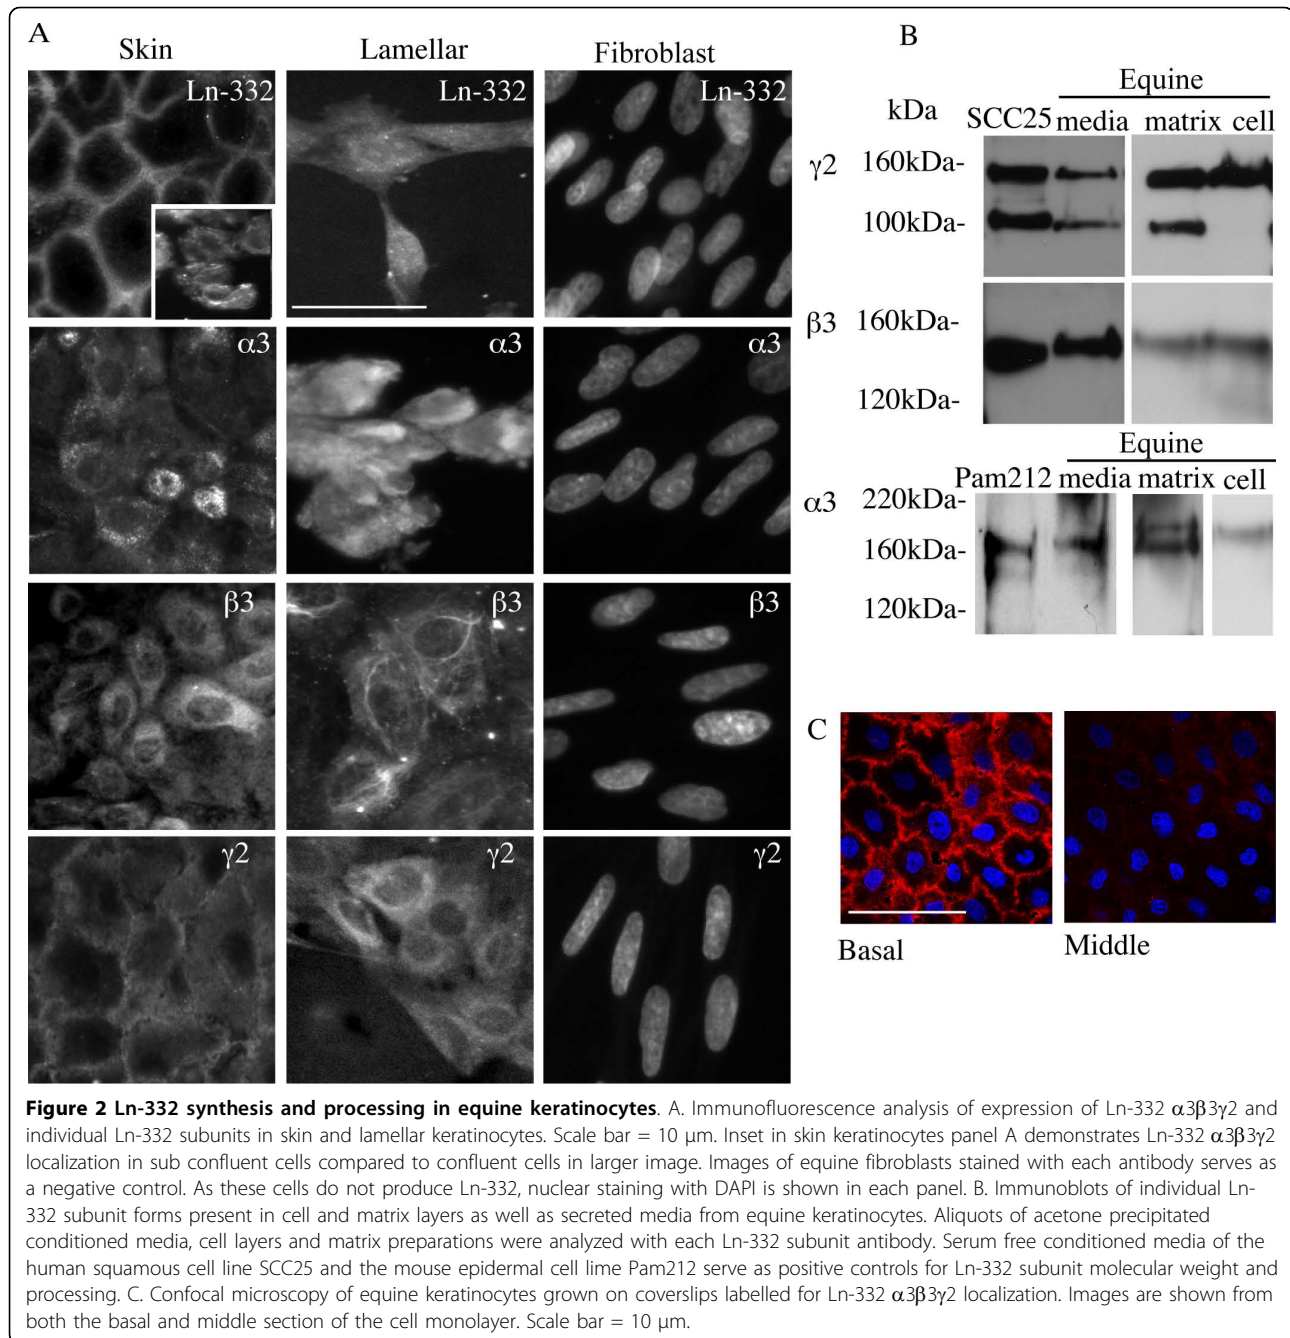 A
Skin
Lamellar
Fibroblast
Ln-332
Ln-332
Ln-332
α3
α3
α3
β3
β3
β3
γ2
γ2
γ2
B
Equine
kDa
SCC25 media matrix cell
γ2
160kDa-
100kDa-
β3
160kDa-
120kDa-
Equine
Pam212 media matrix cell
α3
220kDa-
160kDa-
120kDa-
C
Basal
Middle
Figure 2 Ln-332 synthesis and processing in equine keratinocytes. A. Immunofluorescence analysis of expression of Ln-332 α3β3γ2 and
individual Ln-332 subunits in skin and lamellar keratinocytes. Scale bar = 10 μm. Inset in skin keratinocytes panel A demonstrates Ln-332 α3β3γ2
localization in sub confluent cells compared to confluent cells in larger image. Images of equine fibroblasts stained with each antibody serves as
a negative control. As these cells do not produce Ln-332, nuclear staining with DAPI is shown in each panel. B. Immunoblots of individual Ln-
332 subunit forms present in cell and matrix layers as well as secreted media from equine keratinocytes. Aliquots of acetone precipitated
conditioned media, cell layers and matrix preparations were analyzed with each Ln-332 subunit antibody. Serum free conditioned media of the
human squamous cell line SCC25 and the mouse epidermal cell lime Pam212 serve as positive controls for Ln-332 subunit molecular weight and
processing. C. Confocal microscopy of equine keratinocytes grown on coverslips labelled for Ln-332 α3β3γ2 localization. Images are shown from
both the basal and middle section of the cell monolayer. Scale bar = 10 μm.